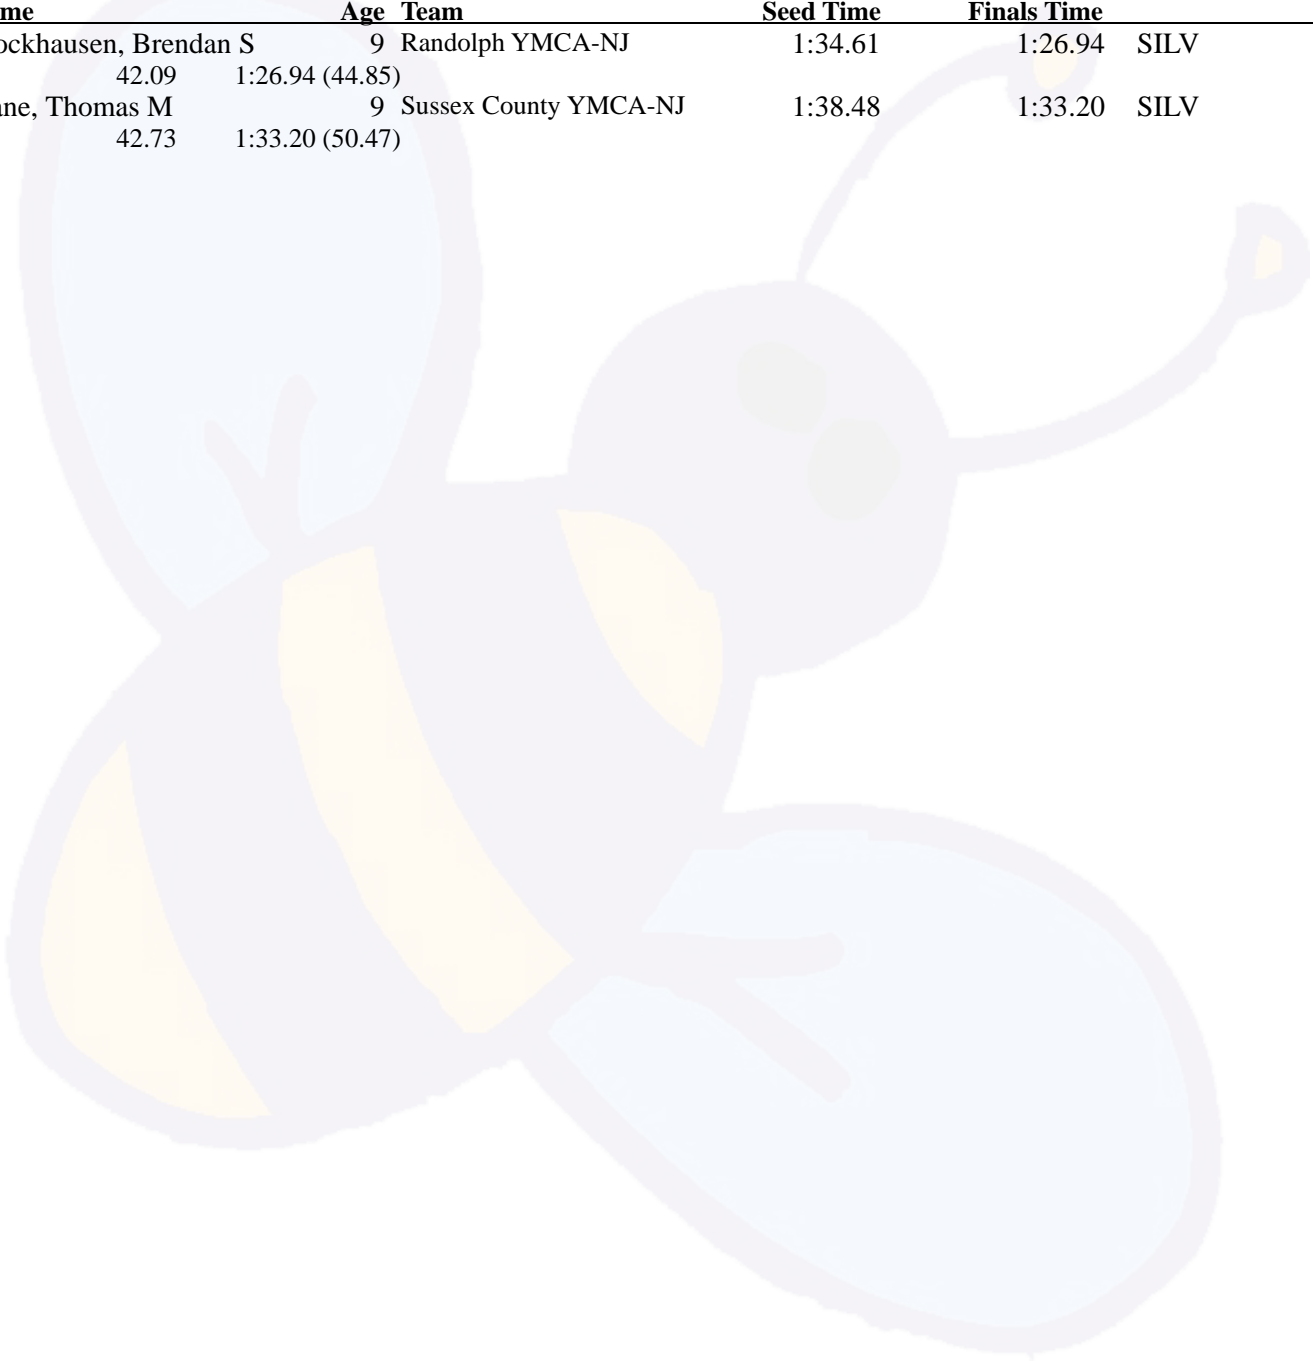 me Age Team Seed Time Finals Time
ockhausen, Brendan S 9 Randolph YMCA-NJ 1:34.61 1:26.94 SILV
42.09 1:26.94 (44.85)
ane, Thomas M 9 Sussex County YMCA-NJ 1:38.48 1:33.20 SILV
42.73 1:33.20 (50.47)